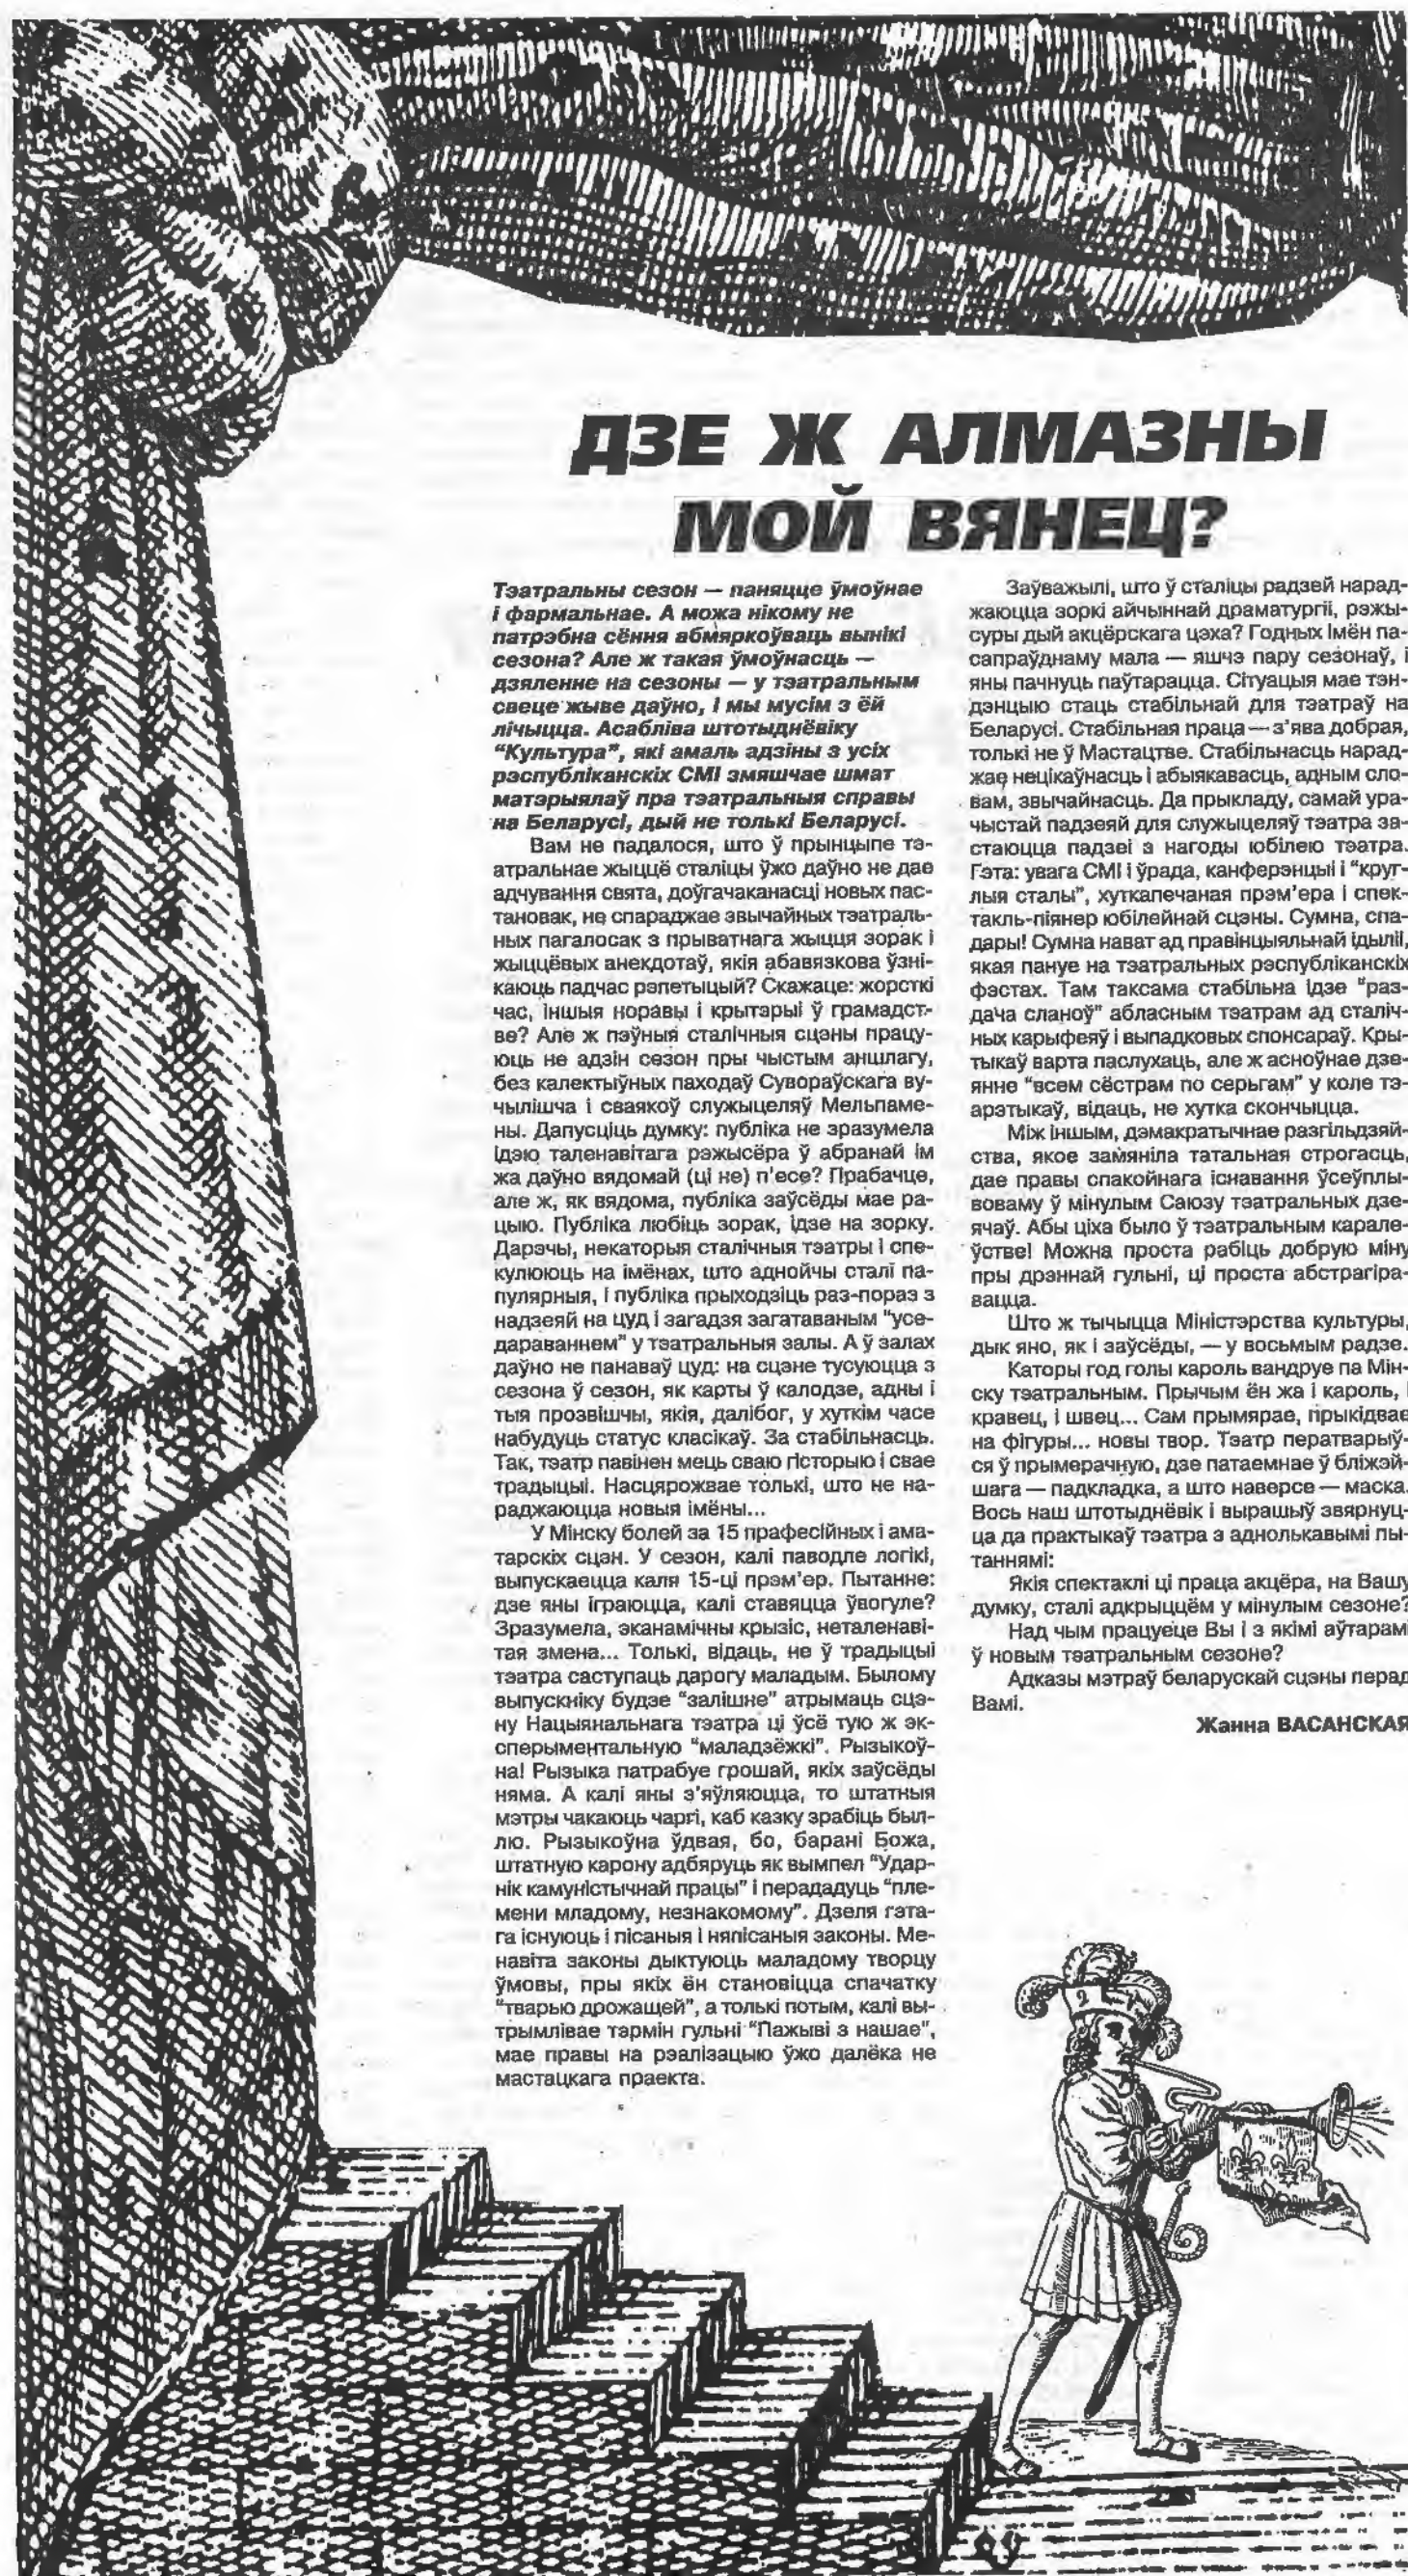 ДЗЕ Ж АЛМАЗНЫ
МОЙ ВЯНЕЦ?
Тэатральны сезон — паняцце ўмоўнае
і фармальнае. А можа нікому не
патрэбна сёння абмяркоўваць вынікі
сезона? Але ж такая ўмоўнасць —
дзяленне на сезоны — у тэатральным
свеце жыве даўно, і мы мусім з ёй
лічыцца. Асабліва штотыднёвіку
“Культура”, які амаль адзіны з усіх
рэспубліканскіх СМІ змяшчае шмат
матэрыялаў пра тэатральныя справы
на Беларусі, дый не толькі Беларусі.
Вам не падалося, што ў прынцыпе тэ-
атральнае жыццё сталіцы ўжо даўно не дае
адчування свята, доўгачаканасці новых пас-
тановак, не спараджае звычайных тэатраль-
ных пагалосак з прыватнага жыцця зорак і
жыццёвых анекдотаў, якія абавязкова ўзні-
каюць падчас рэпетыцый? Скажаце: жорсткі
час, іншыя норавы і крытэрыі ў грамадст-
ве? Але ж пэўныя сталічныя сцэны працу-
юць не адзін сезон пры чыстым аншлагу,
без калектыўных паходаў Сувораўскага ву-
чылішча і сваякоў служыцеляў Мельпаме-
ны. Дапусціць думку: публіка не зразумела
ідэю таленавітага рэжысёра ў абранай ім
жа даўно вядомай (ці не) п’есе? Прабачце,
але ж, як вядома, публіка заўсёды мае ра-
цыю. Публіка любіць зорак, ідзе на зорку.
Дарэчы, некаторыя сталічныя тэатры і спе-
кулююць на імёнах, што аднойчы сталі па-
пулярныя, і публіка прыходзіць раз-пораз з
надзеяй на цуд і загадзя загатаваным “усе-
дараваннем” у тэатральныя залы. А ў залах
даўно не панаваў цуд: на сцэне тусуюцца з
сезона ў сезон, як карты ў калодзе, адны і
тыя прозвішчы, якія, далібог, у хуткім часе
набудуць статус класікаў. За стабільнасць.
Так, тэатр павінен мець сваю гісторыю і свае
традыцыі. Насцярожвае толькі, што не на-
раджаюцца новыя імёны...
У Мінску болей за 15 прафесійных і ама-
тарскіх сцэн. У сезон, калі паводле логікі,
выпускаецца каля 15-ці прэм’ер. Пытанне:
дзе яны іграюцца, калі ставяцца ўвогуле?
Зразумела, эканамічны крызіс, неталенаві-
тая змена... Толькі, відаць, не ў традыцыі
тэатра саступаць дарогу маладым. Былому
выпускніку будзе “залішне” атрымаць сцэ-
ну Нацыянальнага тэатра ці ўсё тую ж эк-
сперыментальную “маладзёжкі”. Рызыкоў-
на! Рызыка патрабуе грошай, якіх заўсёды
няма. А калі яны з’яўляюцца, то штатныя
мэтры чакаюць чаргі, каб казку зрабіць был-
лю. Рызыкоўна ўдвая, бо, барані Божа,
штатную карону адбяруць як вымпел “Удар-
нік камуністычнай працы” і перададуць “пле-
мени младому, незнакомому”. Дзеля гэта-
га існуюць і пісаныя і няпісаныя законы. Ме-
навіта законы дыктуюць маладому творцу
ўмовы, пры якіх ён становіцца спачатку
“тварью дрожащей”, а толькі потым, калі вы-
трымлівае тэрмін гульні “Пажыві з нашае”,
мае правы на рэалізацыю ўжо далёка не
мастацкага праекта.
Заўважылі, што ў сталіцы радзей нарад-
жаюцца зоркі айчыннай драматургіі, рэжы-
суры дый акцёрскага цэха? Годных імён па-
сапраўднаму мала — яшчэ пару сезонаў, і
яны пачнуць паўтарацца. Сітуацыя мае тэн-
дэнцыю стаць стабільнай для тэатраў на
Беларусі. Стабільная праца — з’ява добрая,
толькі не ў Мастацтве. Стабільнасць нарад-
жае нецікаўнасць і абыякавасць, адным сло-
вам, звычайнасць. Да прыкладу, самай ура-
чыстай падзеяй для служыцеляў тэатра за-
стаюцца падзеі з нагоды юбілею тэатра.
Гэта: увага СМІ і ўрада, канферэнцыі і “круг-
лыя сталы”, хуткапечаная прэм’ера і спек-
такль-піянер юбілейнай сцэны. Сумна, спа-
дары! Сумна нават ад правінцыяльнай ідыліі,
якая пануе на тэатральных рэспубліканскіх
фэстах. Там таксама стабільна ідзе “раз-
дача сланоў” абласным тэатрам ад сталіч-
ных карыфеяў і выпадковых спонсараў. Кры-
тыкаў варта паслухаць, але ж асноўнае дзе-
янне “всем сёстрам по серьгам” у коле тэ-
арэтыкаў, відаць, не хутка скончыцца.
Між іншым, дэмакратычнае разгільдзяй-
ства, якое замяніла татальная строгасць,
дае правы спакойнага існавання ўсеўплы-
воваму ў мінулым Саюзу тэатральных дзе-
ячаў. Абы ціха было ў тэатральным карале-
ўстве! Можна проста рабіць добрую міну
пры дрэннай гульні, ці проста абстрагіра-
вацца.
Што ж тычыцца Міністэрства культуры,
дык яно, як і заўсёды, — у восьмым радзе.
Каторы год голы кароль вандруе па Мін-
ску тэатральным. Прычым ён жа і кароль, і
кравец, і швец... Сам прымярае, прыкідвае
на фігуры... новы твор. Тэатр ператварыў-
ся ў прымерачную, дзе патаемнае ў бліжэй-
шага — падкладка, а што наверсе — маска.
Вось наш штотыднёвік і вырашыў звярнуц-
ца да практыкаў тэатра з аднолькавымі пы-
таннямі:
Якія спектаклі ці праца акцёра, на Вашу
думку, сталі адкрыццём у мінулым сезоне?
Над чым працуеце Вы і з якімі аўтарамі
ў новым тэатральным сезоне?
Адказы мэтраў беларускай сцэны перад
Вамі.
Жанна ВАСАНСКАЯ